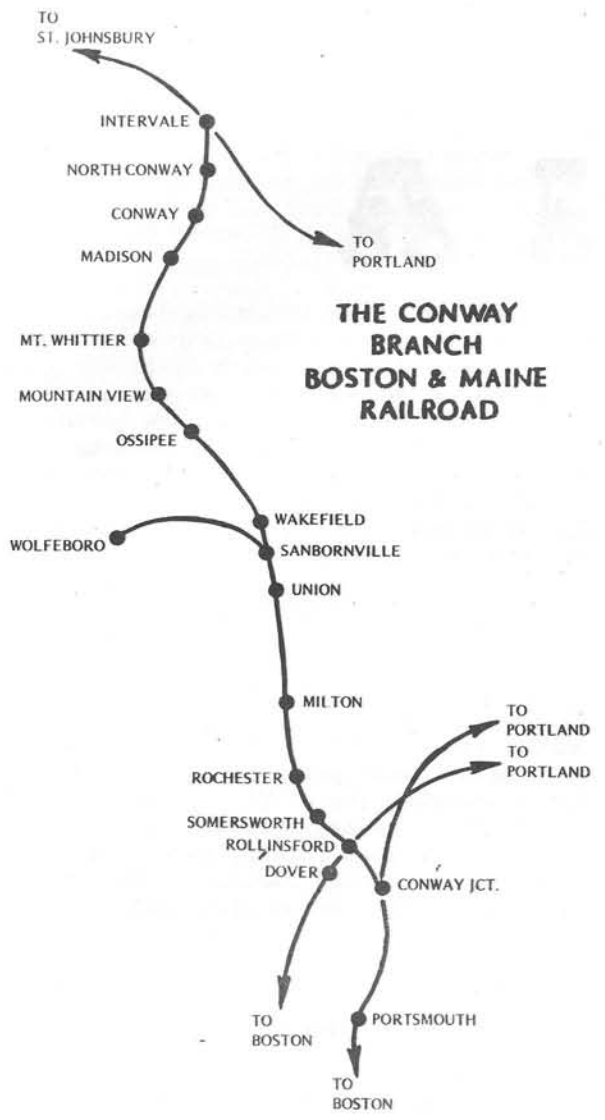 TO
ST. JOHNSBURY
INTERVALE
NORTH CONWAY
CONWAY
MADISON
TO
PORTLAND
THE CONWAY
BRANCH
BOSTON & MAINE
RAILROAD
MT. WHITTIER
MOUNTAIN VIEW
OSSIPEE
WAKEFIELD
WOLFEBORO
SANBORNVILLE
UNION
MILTON
TO
PORTLAND
TO
PORTLAND
ROCHESTER
SOMERSWORTH
ROLLINSFORD
DOVER
CONWAY JCT.
TO
BOSTON
PORTSMOUTH
TO
BOSTON